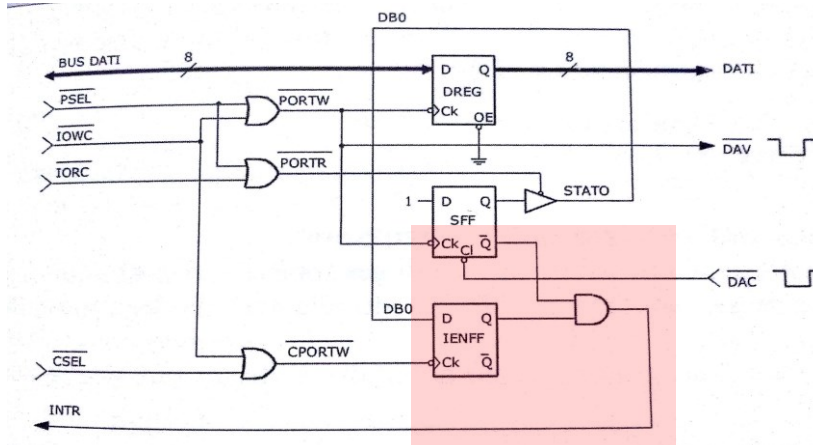 DB0
BUS DATI
8
D Q
8
DATI
DREG
PSEL
PORTW
Ck
OE
IOWC
DAV
IORC
PORTR
STATO
1
D Q
SFF
Ck
Q
Cl
DAC
DB0
D Q
IENFF
CSEL
CPORTW
Ck
Q
INTR